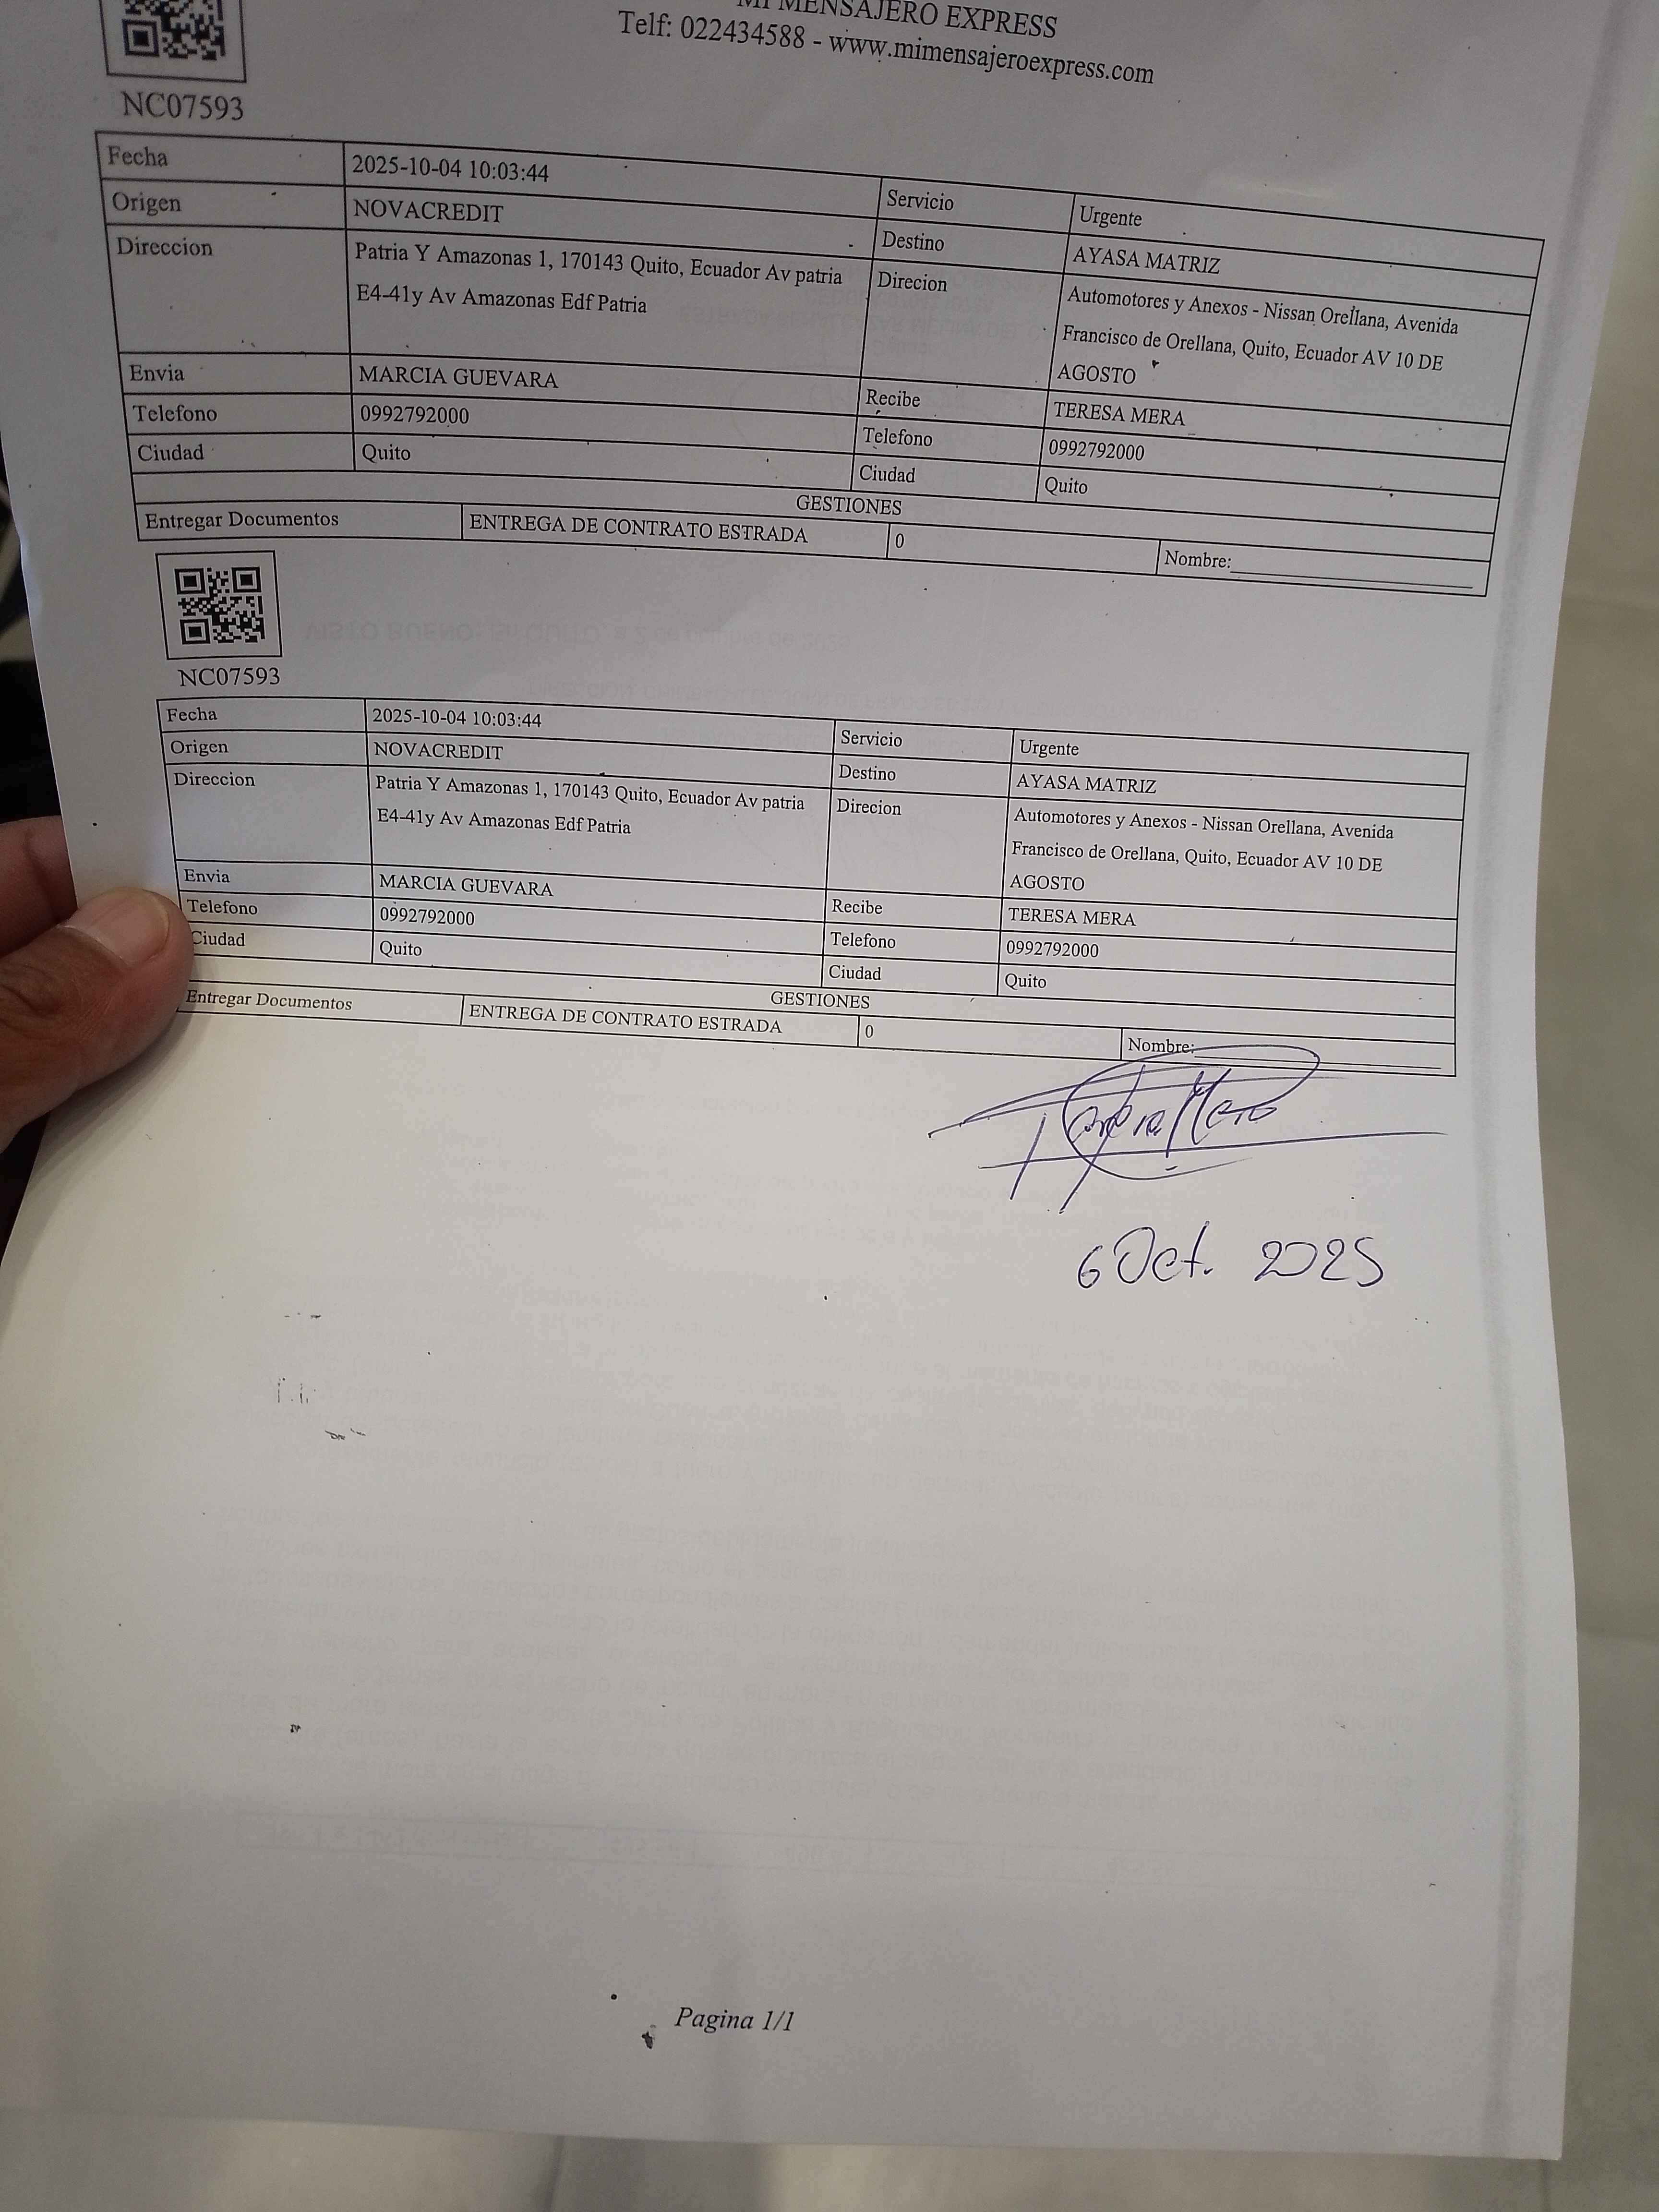 MI MENSAJERO EXPRESS
Telf: 022434588 - www.mimensajeroexpress.com
NC07593
Fecha 2025-10-04 10:03:44 Servicio Urgente
Origen NOVACREDIT Destino AYASA MATRIZ
Direccion Patria Y Amazonas 1, 170143 Quito, Ecuador Av patria Direcion Automotores y Anexos - Nissan Orellana, Avenida
E4-41y Av Amazonas Edf Patria Francisco de Orellana, Quito, Ecuador AV 10 DE
AGOSTO
Envia MARCIA GUEVARA Recibe TERESA MERA
Telefono 0992792000 Telefono 0992792000
Ciudad Quito Ciudad Quito
GESTIONES
Entregar Documentos ENTREGA DE CONTRATO ESTRADA 0 Nombre:
NC07593
Fecha 2025-10-04 10:03:44 Servicio Urgente
Origen NOVACREDIT Destino AYASA MATRIZ
Direccion Patria Y Amazonas 1, 170143 Quito, Ecuador Av patria Direcion Automotores y Anexos - Nissan Orellana, Avenida
E4-41y Av Amazonas Edf Patria Francisco de Orellana, Quito, Ecuador AV 10 DE
AGOSTO
Envia MARCIA GUEVARA Recibe TERESA MERA
Telefono 0992792000 Telefono 0992792000
Ciudad Quito Ciudad Quito
GESTIONES
Entregar Documentos ENTREGA DE CONTRATO ESTRADA 0 Nombre:
6 Oct. 2025
Pagina 1/1